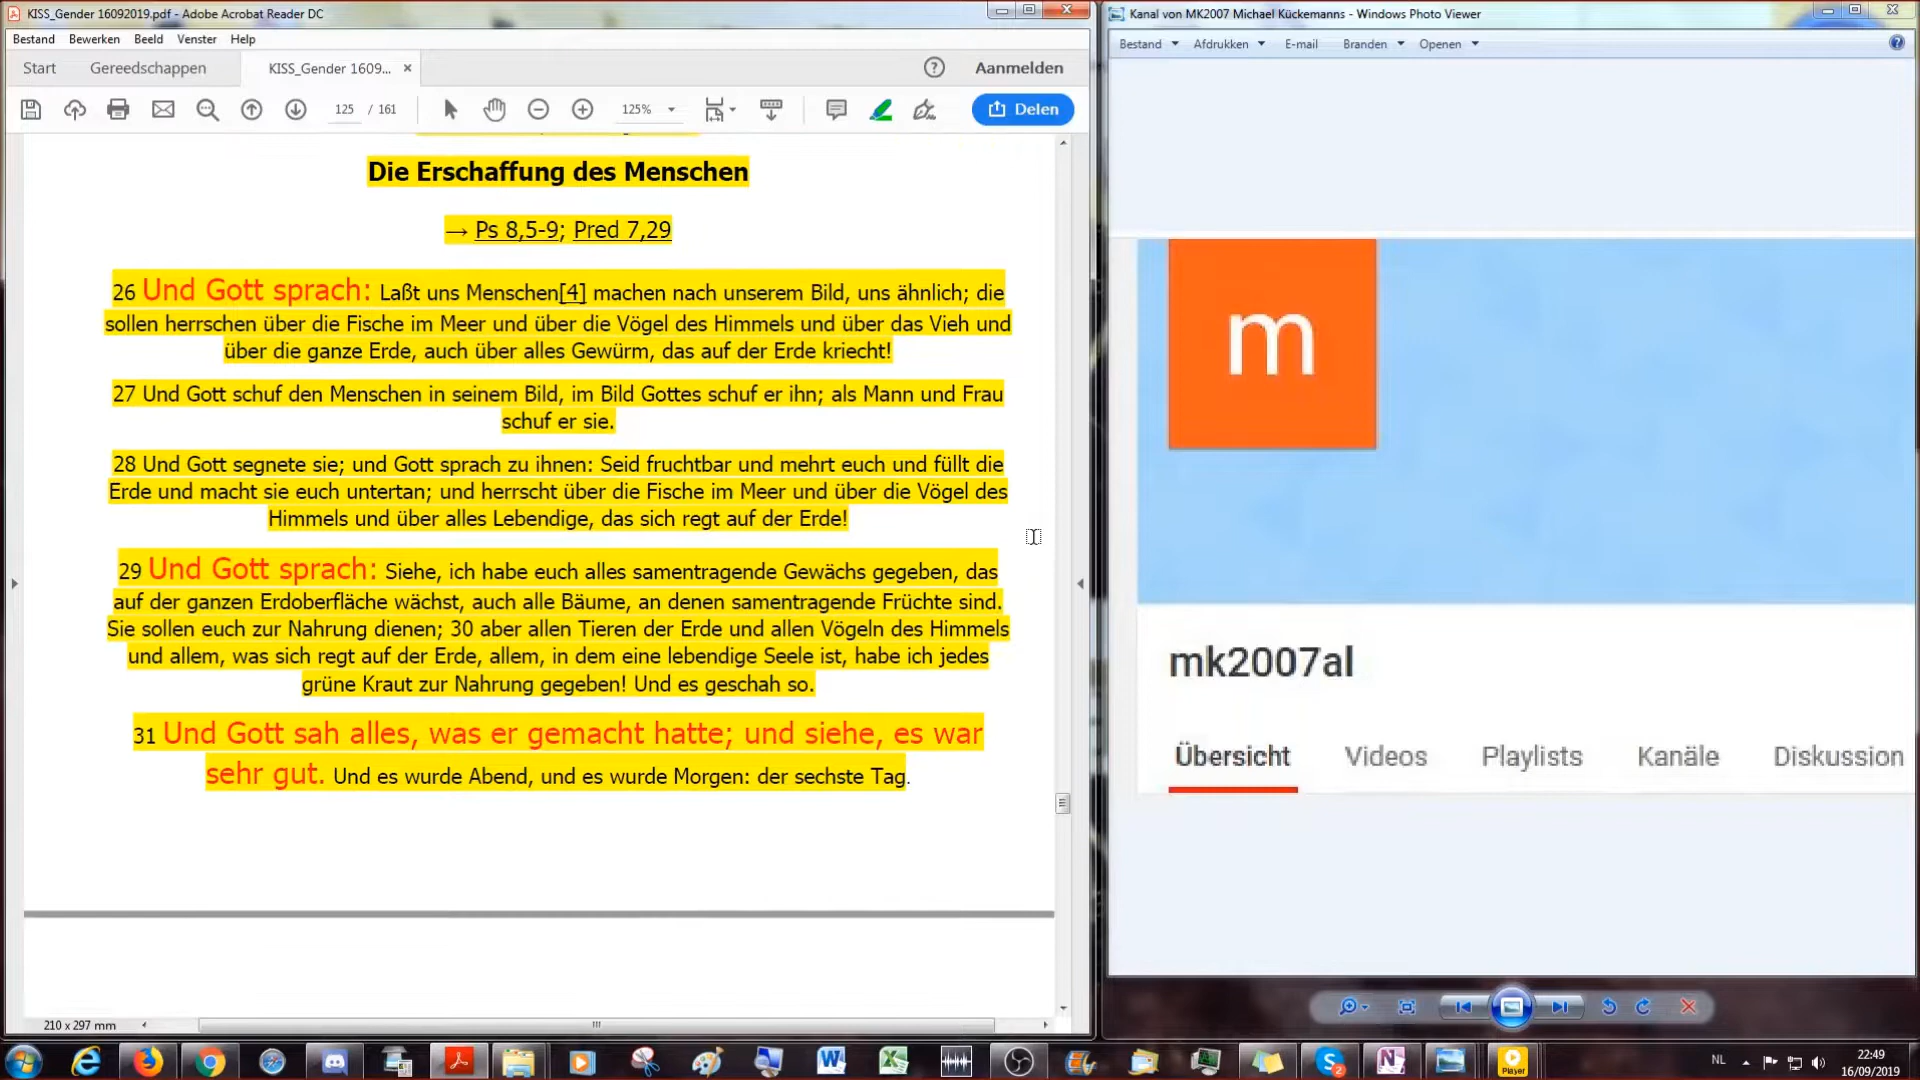 KISS_Gender 16092019.pdf - Adobe Acrobat Reader DC
Bestand Bewerken Beeld Venster Help
Start Gereedschappen KISS_Gender 1609... × Aanmelden
125 / 161 125% Delen
Die Erschaffung des Menschen
→ Ps 8,5-9; Pred 7,29
26 Und Gott sprach: Laßt uns Menschen[4] machen nach unserem Bild, uns ähnlich; die
sollen herrschen über die Fische im Meer und über die Vögel des Himmels und über das Vieh und
über die ganze Erde, auch über alles Gewürm, das auf der Erde kriecht!
27 Und Gott schuf den Menschen in seinem Bild, im Bild Gottes schuf er ihn; als Mann und Frau
schuf er sie.
28 Und Gott segnete sie; und Gott sprach zu ihnen: Seid fruchtbar und mehrt euch und füllt die
Erde und macht sie euch untertan; und herrscht über die Fische im Meer und über die Vögel des
Himmels und über alles Lebendige, das sich regt auf der Erde!
29 Und Gott sprach: Siehe, ich habe euch alles samentragende Gewächs gegeben, das
auf der ganzen Erdoberfläche wächst, auch alle Bäume, an denen samentragende Früchte sind.
Sie sollen euch zur Nahrung dienen; 30 aber allen Tieren der Erde und allen Vögeln des Himmels
und allem, was sich regt auf der Erde, allem, in dem eine lebendige Seele ist, habe ich jedes
grüne Kraut zur Nahrung gegeben! Und es geschah so.
31 Und Gott sah alles, was er gemacht hatte; und siehe, es war
sehr gut. Und es wurde Abend, und es wurde Morgen: der sechste Tag.
210 x 297 mm
Kanal von MK2007 Michael Kückemanns - Windows Photo Viewer
Bestand Afdrukken E-mail Branden Openen
m
mk2007al
Übersicht Videos Playlists Kanäle Diskussion
Player
NL
22:49
16/09/2019